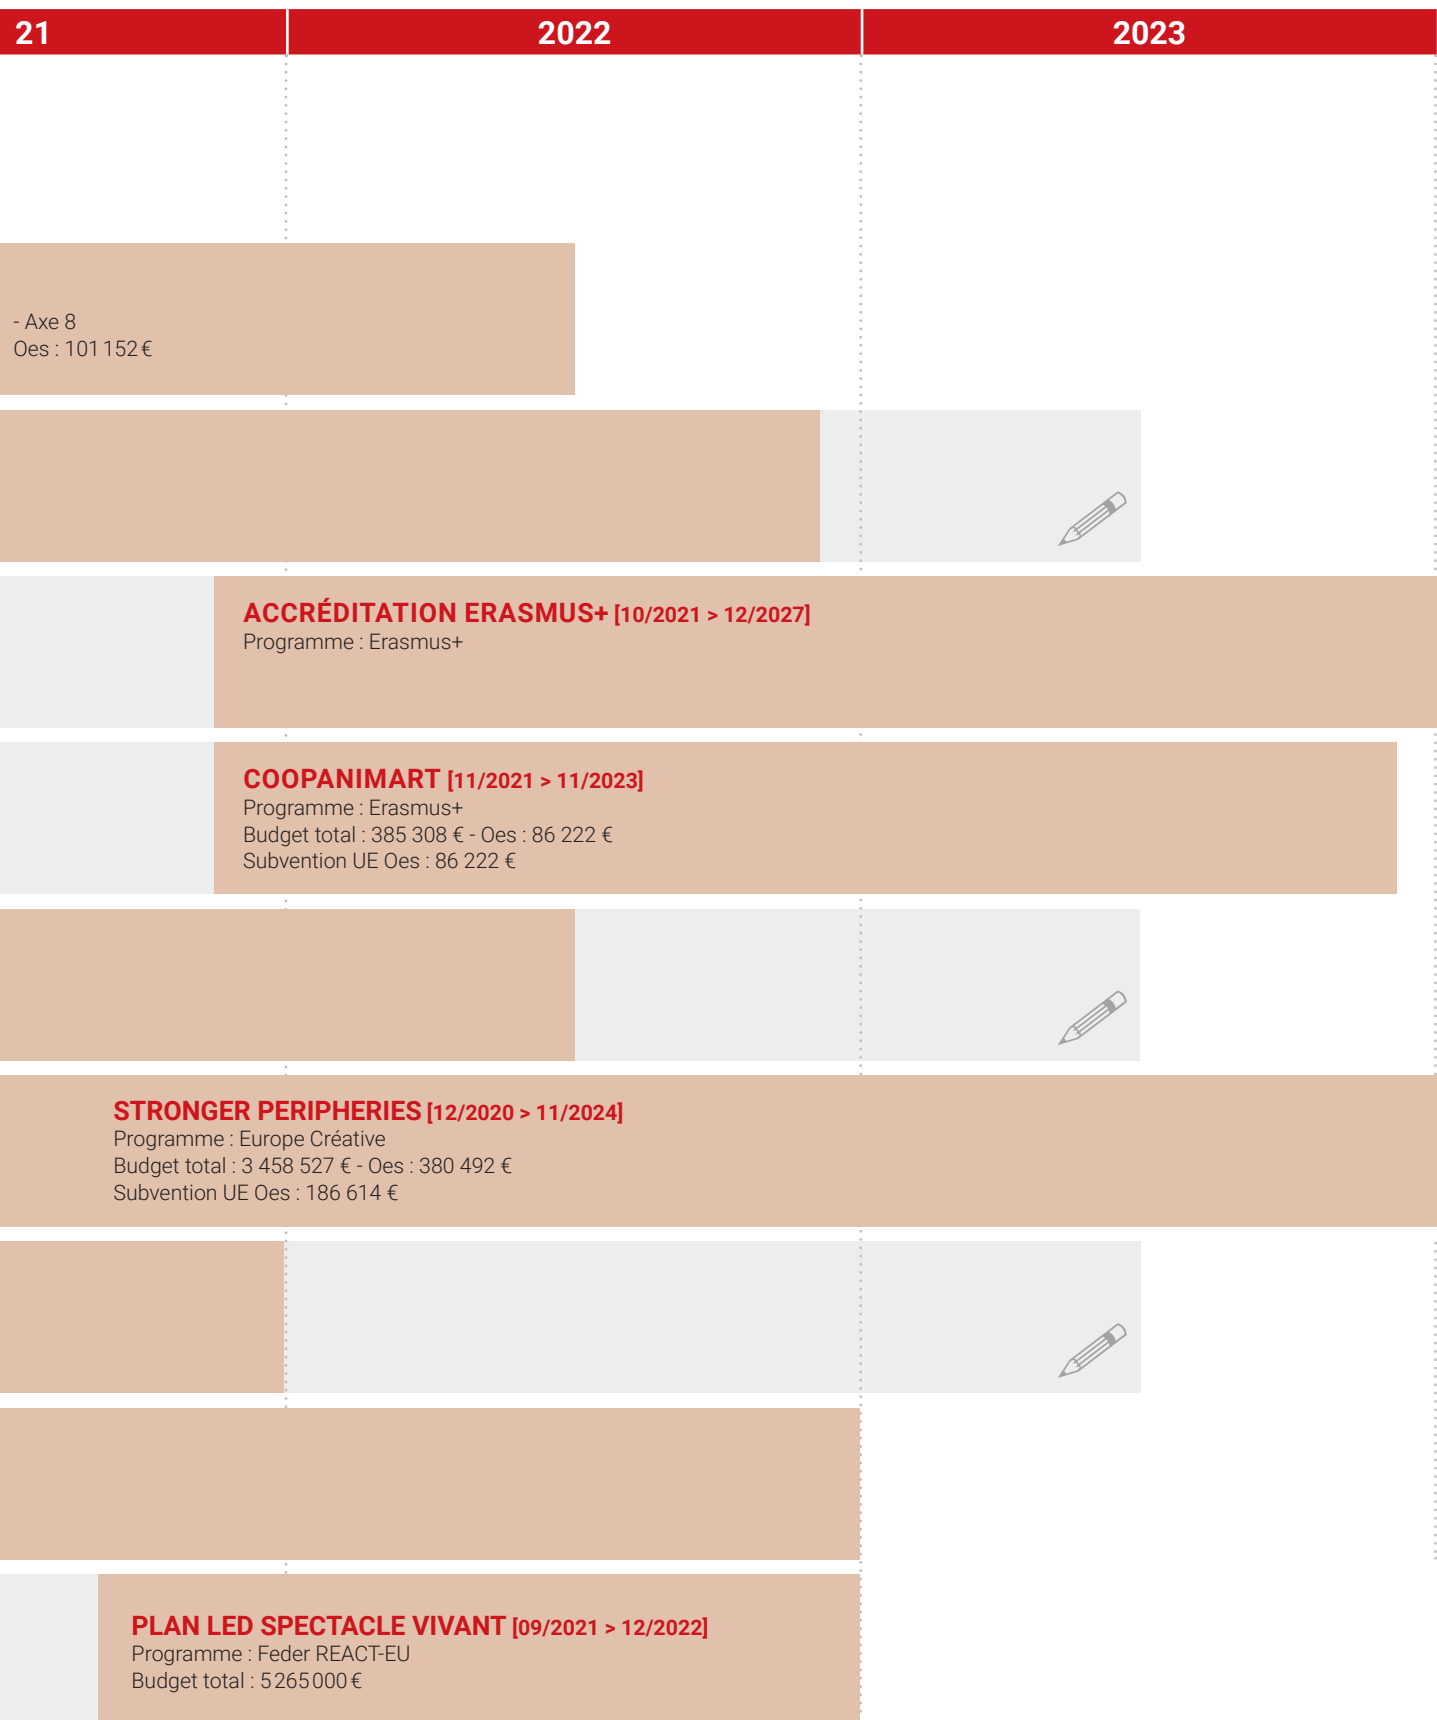 21
2022
2023
- Axe 8
Oes : 101 152 €
ACCRÉDITATION ERASMUS+ [10/2021 > 12/2027]
Programme : Erasmus+
COOPANIMART [11/2021 > 11/2023]
Programme : Erasmus+
Budget total : 385 308 € - Oes : 86 222 €
Subvention UE Oes : 86 222 €
STRONGER PERIPHERIES [12/2020 > 11/2024]
Programme : Europe Créative
Budget total : 3 458 527 € - Oes : 380 492 €
Subvention UE Oes : 186 614 €
PLAN LED SPECTACLE VIVANT [09/2021 > 12/2022]
Programme : Feder REACT-EU
Budget total : 5 265 000 €